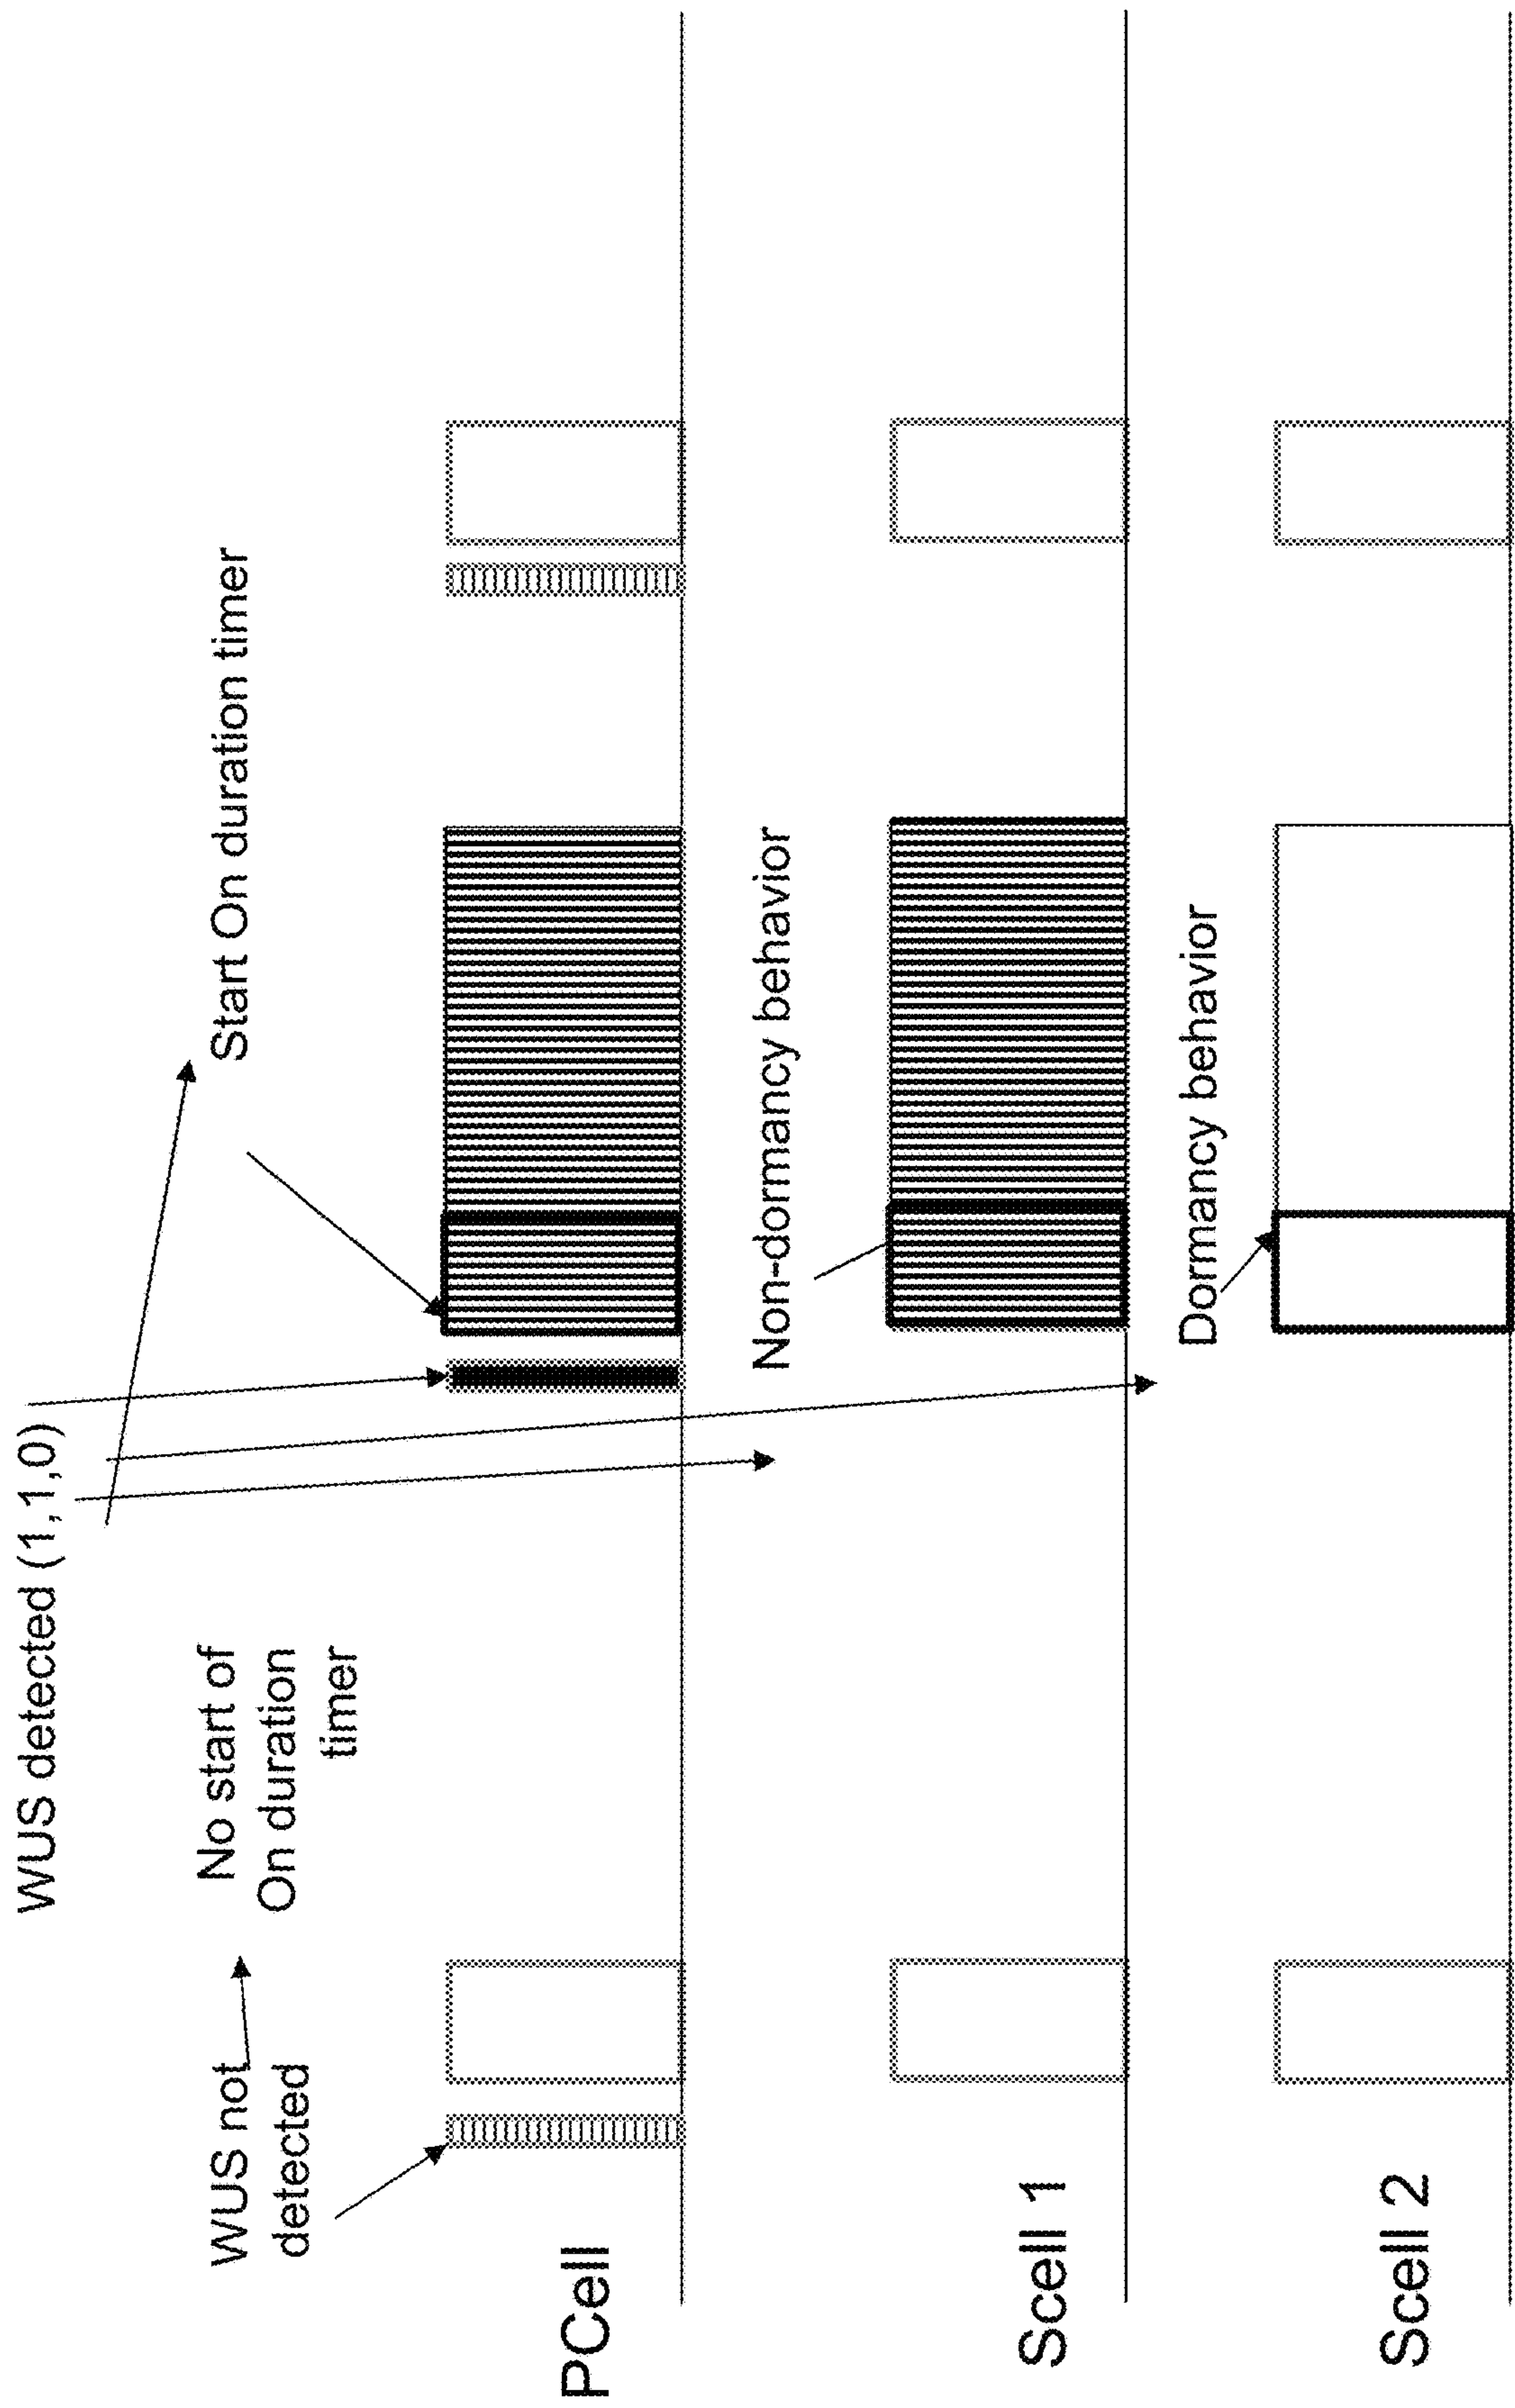 WUS detected (1,1,0)
WUS not
detected
No start of
On duration
timer
Start On duration timer
PCell
Non-dormancy behavior
Scell 1
Dormancy behavior
Scell 2